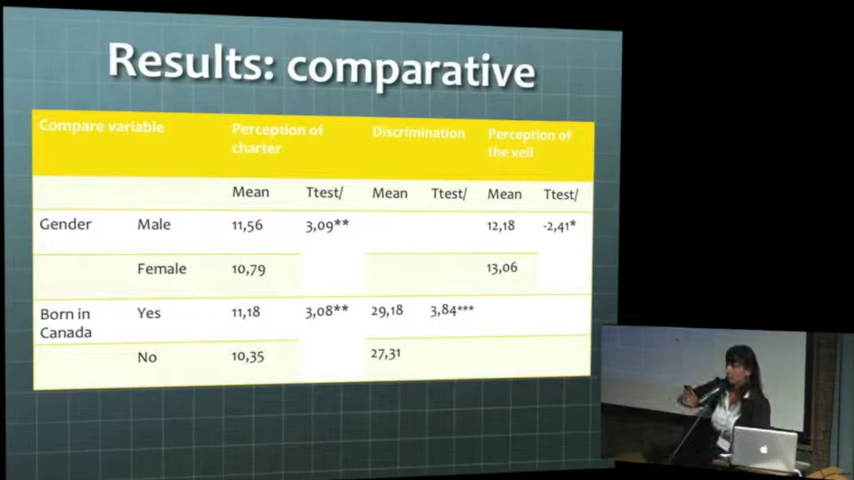 Results: comparative
Compare variable Perception of charter Discrimination Perception of the veil
Mean Ttest/ Mean Ttest/ Mean Ttest/
Gender Male 11,56 3,09** 12,18 -2,41*
Female 10,79 13,06
Born in Canada Yes 11,18 3,08** 29,18 3,84***
No 10,35 27,31